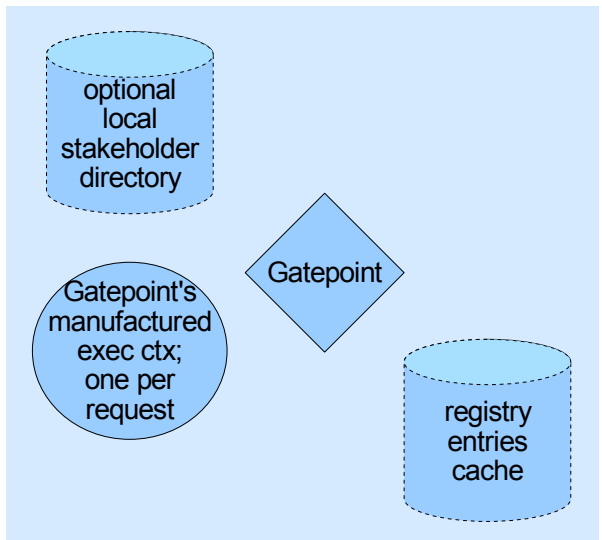 optional
local
stakeholder
directory
Gatepoint
Gatepoint's
manufactured
exec ctx;
one per
request
registry
entries
cache